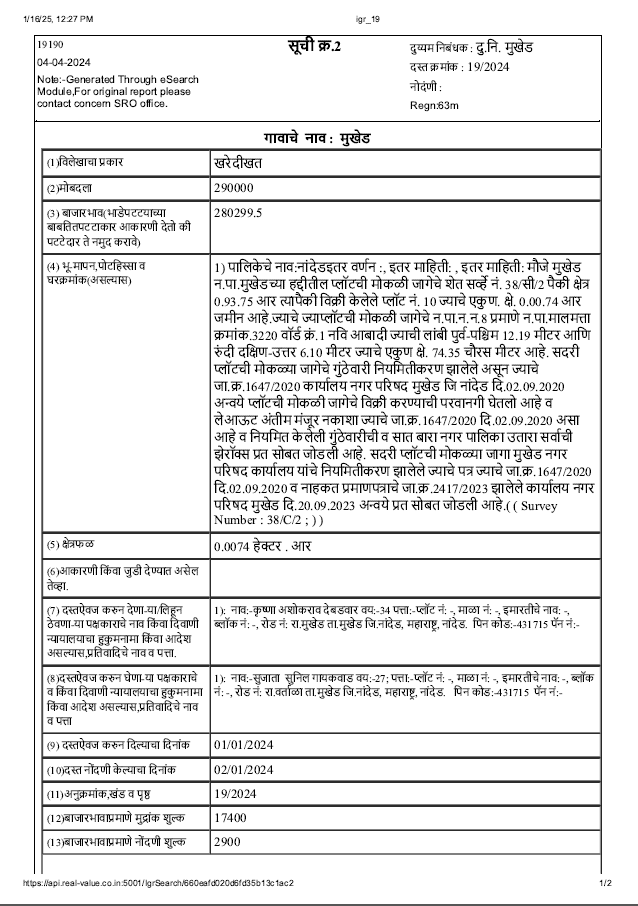 1/16/25, 12:27 PM igr_19
19190
04-04-2024
Note:-Generated Through eSearch
Module,For original report please
contact concern SRO office.
सूची क्र.2
दुय्यम निबंधक : दु.नि. मुखेड
दस्त क्रमांक : 19/2024
नोदंणी :
Regn:63m
गावाचे नाव : मुखेड
(1)विलेखाचा प्रकार खरेदीखत
(2)मोबदला 290000
(3) बाजारभाव(भाडेपटटयाच्या
बाबतितपटटाकार आकारणी देतो की
पटटेदार ते नमुद करावे)
280299.5
(4) भू-मापन,पोटहिस्सा व
घरक्रमांक(असल्यास)
1) पालिकेचे नाव:नांदेडइतर वर्णन :, इतर माहिती: , इतर माहिती: मौजे मुखेड
न.पा.मुखेडच्या हद्दीतील प्लॉटची मोकळी जागेचे शेत सर्व्हे नं. 38/सी/2 पैकी क्षेत्र
0.93.75 आर त्यापैकी विक्री केलेले प्लॉट नं. 10 ज्याचे एकुण. क्षे. 0.00.74 आर
जमीन आहे.ज्याचे ज्याप्लॉटची मोकळी जागेचे न.पा.न.न.8 प्रमाणे न.पा.मालमत्ता
क्रमांक.3220 वॉर्ड क्रं.1 नवि आबादी ज्याची लांबी पुर्व-पश्चिम 12.19 मीटर आणि
रुंदी दक्षिण-उत्तर 6.10 मीटर ज्याचे एकुण क्षे. 74.35 चौरस मीटर आहे. सदरी
प्लॉटची मोकळ्या जागेचे गुंठेवारी नियमितीकरण झालेले असून ज्याचे
जा.क्र.1647/2020 कार्यालय नगर परिषद मुखेड जि नांदेड दि.02.09.2020
अन्वये प्लॉटची मोकळी जागेचे विक्री करण्याची परवानगी घेतलो आहे व
लेआऊट अंतीम मंजूर नकाशा ज्याचे जा.क्र.1647/2020 दि.02.09.2020 असा
आहे व नियमित केलेली गुंठेवारीची व सात बारा नगर पालिका उतारा सर्वाची
झेरॉक्स प्रत सोबत जोडली आहे. सदरी प्लॉटची मोकळ्या जागा मुखेड नगर
परिषद कार्यालय यांचे नियमितीकरण झालेले ज्याचे पत्र ज्याचे जा.क्र.1647/2020
दि.02.09.2020 व नाहकत प्रमाणपत्राचे जा.क्र.2417/2023 झालेले कार्यालय नगर
परिषद मुखेड दि.20.09.2023 अन्वये प्रत सोबत जोडली आहे.( ( Survey
Number : 38/C/2 ; ) )
(5) क्षेत्रफळ 0.0074 हेक्टर . आर
(6)आकारणी किंवा जुडी देण्यात असेल
तेव्हा.
(7) दस्तऐवज करुन देणा-या/लिहून
ठेवणा-या पक्षकाराचे नाव किंवा दिवाणी
न्यायालयाचा हुकुमनामा किंवा आदेश
असल्यास,प्रतिवादिचे नाव व पत्ता.
1): नाव:-कृष्णा अशोकराव देबडवार वय:-34 पत्ता:-प्लॉट नं: -, माळा नं: -, इमारतीचे नाव: -,
ब्लॉक नं: -, रोड नं: रा.मुखेड ता.मुखेड जि.नांदेड, महाराष्ट्र, नांदेड. पिन कोड:-431715 पॅन नं:-
(8)दस्तऐवज करुन घेणा-या पक्षकाराचे
व किंवा दिवाणी न्यायालयाचा हुकुमनामा
किंवा आदेश असल्यास,प्रतिवादिचे नाव
व पत्ता
1): नाव:-सुजाता सुनिल गायकवाड वय:-27; पत्ता:-प्लॉट नं: -, माळा नं: -, इमारतीचे नाव: -, ब्लॉक
नं: -, रोड नं: रा.वर्ताळा ता.मुखेड जि.नांदेड, महाराष्ट्र, नांदेड. पिन कोड:-431715 पॅन नं:-
(9) दस्तऐवज करुन दिल्याचा दिनांक 01/01/2024
(10)दस्त नोंदणी केल्याचा दिनांक 02/01/2024
(11)अनुक्रमांक,खंड व पृष्ठ 19/2024
(12)बाजारभावाप्रमाणे मुद्रांक शुल्क 17400
(13)बाजारभावाप्रमाणे नोंदणी शुल्क 2900
https://api.real-value.co.in:5001/IgrSearch/660eafd020d6fd35b13c1ac2 1/2